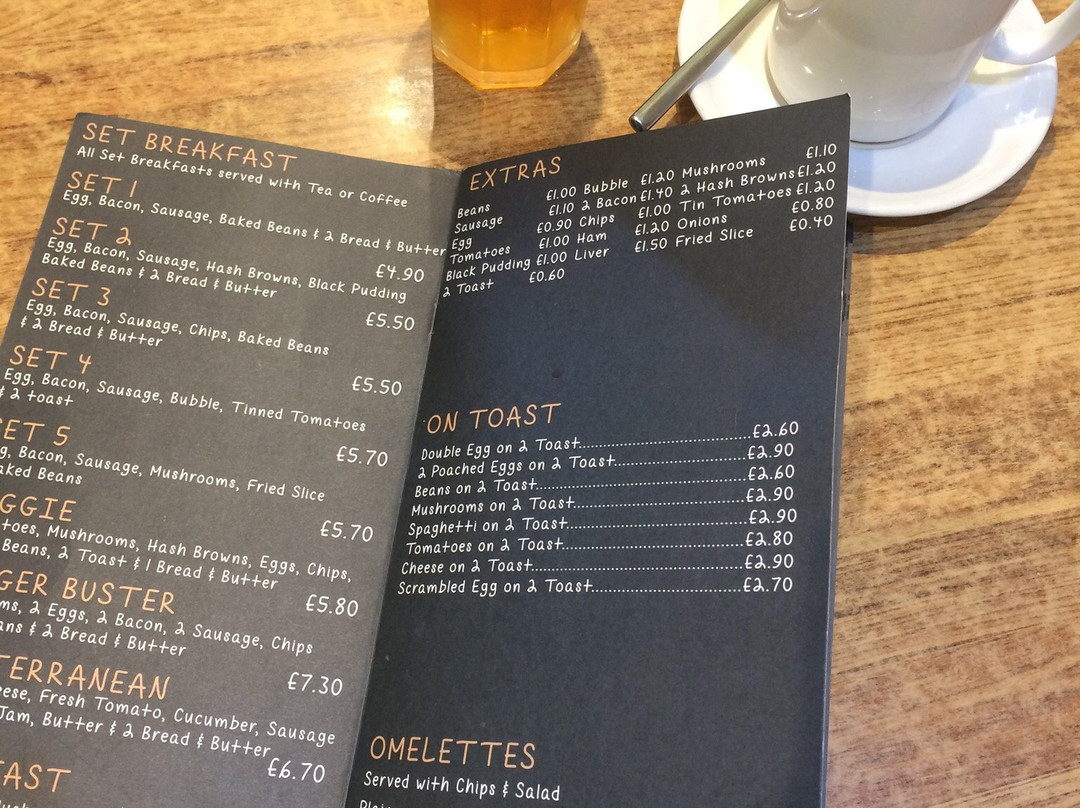 SET BREAKFAST
All Set Breakfasts served with Tea or Coffee
SET 1
Egg, Bacon, Sausage, Baked Beans & 2 Bread & Butter
£4.90
SET 2
Egg, Bacon, Sausage, Hash Browns, Black Pudding
Baked Beans & 2 Bread & Butter
£5.50
SET 3
Egg, Bacon, Sausage, Chips, Baked Beans
& 2 Bread & Butter
£5.50
SET 4
Egg, Bacon, Sausage, Bubble, Tinned Tomatoes
& 2 toast
£5.70
SET 5
Bacon, Sausage, Mushrooms, Fried Slice
Beans
£5.70
Mushrooms, Hash Browns, Eggs, Chips,
Beans, 2 Toast & 1 Bread & Butter
£5.80
BUSTER
2 Eggs, 2 Bacon, 2 Sausage, Chips
& 2 Bread & Butter
£7.30
Fresh Tomato, Cucumber, Sausage
Jam, Butter & 2 Bread & Butter
£6.70
EXTRAS
Beans £1.00 Bubble £1.20 Mushrooms £1.10
Sausage £1.10 2 Bacon £1.40 2 Hash Browns £1.20
Egg £0.90 Chips £1.00 Tin Tomatoes £1.20
Tomatoes £1.00 Ham £1.20 Onions £0.80
Black Pudding £1.00 Liver £1.50 Fried Slice £0.40
2 Toast £0.60
ON TOAST
Double Egg on 2 Toast £2.60
2 Poached Eggs on 2 Toast £2.90
Beans on 2 Toast £2.60
Mushrooms on 2 Toast £2.90
Spaghetti on 2 Toast £2.90
Tomatoes on 2 Toast £2.80
Cheese on 2 Toast £2.90
Scrambled Egg on 2 Toast £2.70
OMELETTES
Served with Chips & Salad